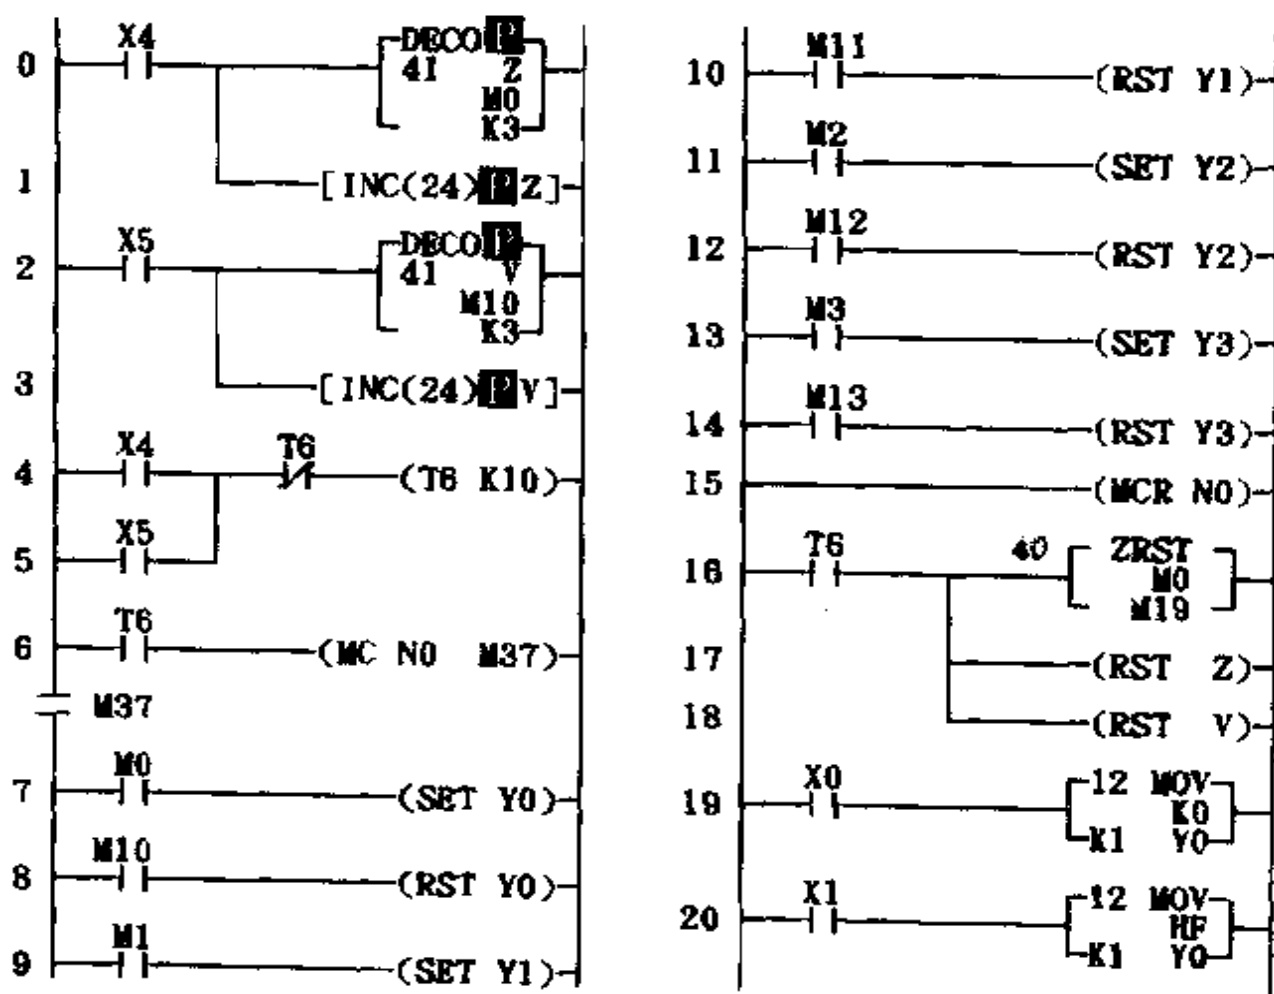 X4
0
DECO P
41 Z
M0
K3
1 [INC(24) P Z]
X5
2
DECO P
41 V
M10
K3
3 [INC(24) P V]
X4 T6
4 (T6 K10)
X5
5
T6
6 (MC N0 M37)
M37
M0
7 (SET Y0)
M10
8 (RST Y0)
M1
9 (SET Y1)
M11
10 (RST Y1)
M2
11 (SET Y2)
M12
12 (RST Y2)
M3
13 (SET Y3)
M13
14 (RST Y3)
15 (MCR N0)
T6
16 40 ZRST
M0
M19
17 (RST Z)
18 (RST V)
X0
19
12 MOV
K0
K1 Y0
X1
20
12 MOV
HF
K1 Y0